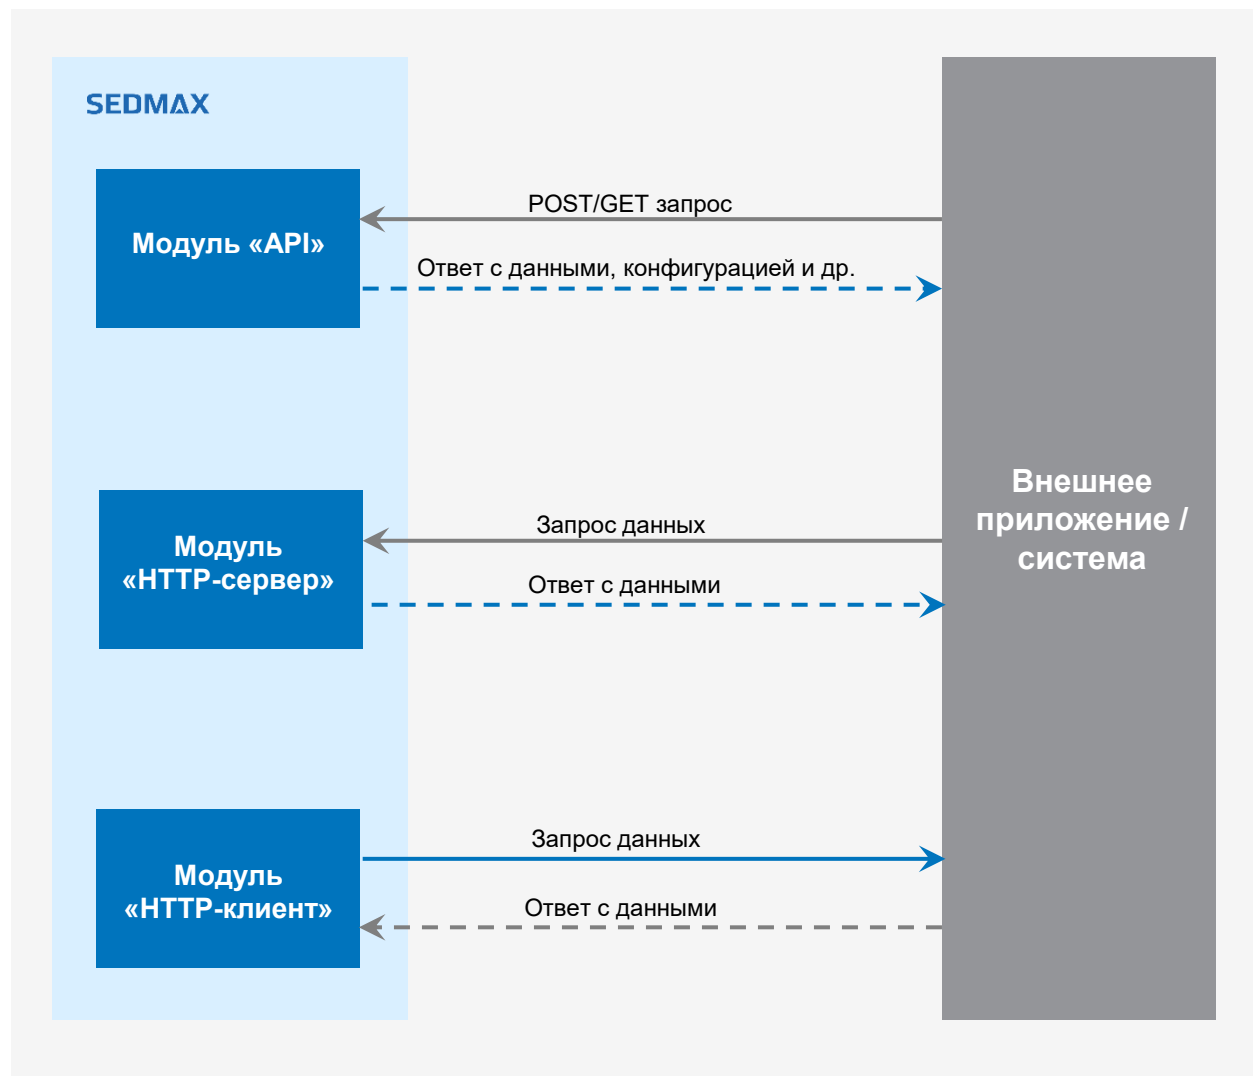 SEDMAX
Модуль «API»
POST/GET запрос
Ответ с данными, конфигурацией и др.
Модуль
«HTTP-сервер»
Запрос данных
Ответ с данными
Внешнее
приложение /
система
Модуль
«HTTP-клиент»
Запрос данных
Ответ с данными